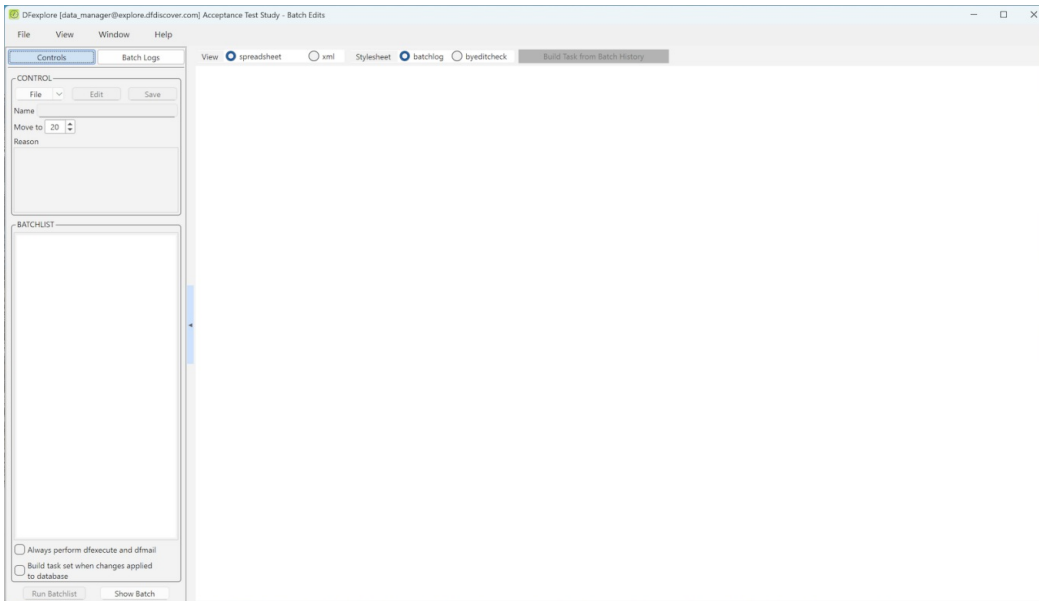 DFexplore [data_manager@explore.dfdiscover.com] Acceptance Test Study - Batch Edits
File View Window Help
Controls Batch Logs View spreadsheet xml Stylesheet batchlog byeditcheck Build Task from Batch History
CONTROL
File Edit Save
Name
Move to 20
Reason
BATCHLIST
Always perform dfexecute and dfmail
Build task set when changes applied
to database
Run Batchlist Show Batch